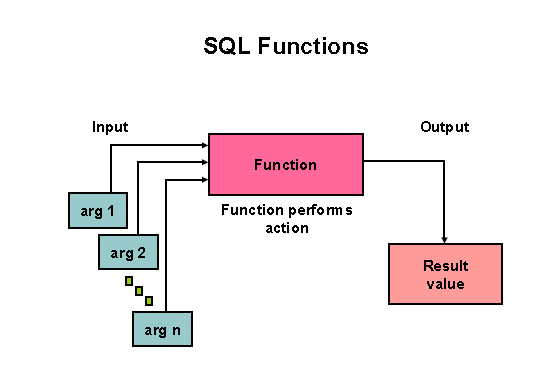 SQL Functions
Input
Output
Function
arg 1
Function performs
action
arg 2
Result
value
arg n